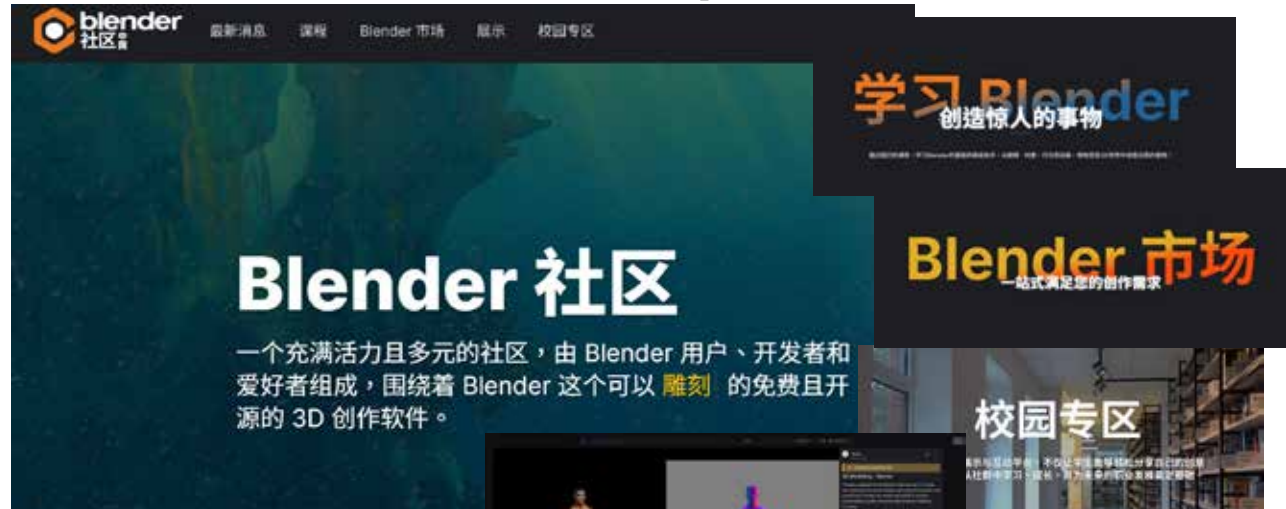 blender
社区
最新消息 课程 Blender 市场 展示 校园专区
学习 Blender
创造惊人的事物
Blender 市场
一站式满足您的创作需求
Blender 社区
一个充满活力且多元的社区，由 Blender 用户、开发者和
爱好者组成，围绕着 Blender 这个可以 雕刻 的免费且开
源的 3D 创作软件。
校园专区